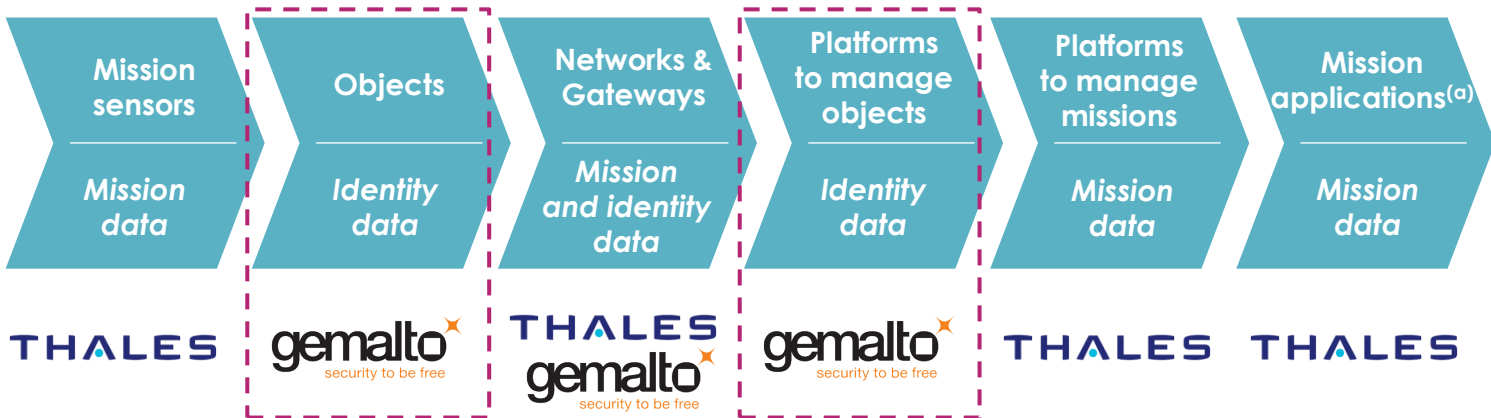 Mission
sensors
Mission
data
THALES
Objects
Identity
data
gemalto
security to be free
Networks &
Gateways
Mission
and identity
data
THALES
gemalto
security to be free
Platforms
to manage
objects
Identity
data
gemalto
security to be free
Platforms
to manage
missions
Mission
data
THALES
Mission
applications(a)
Mission
data
THALES